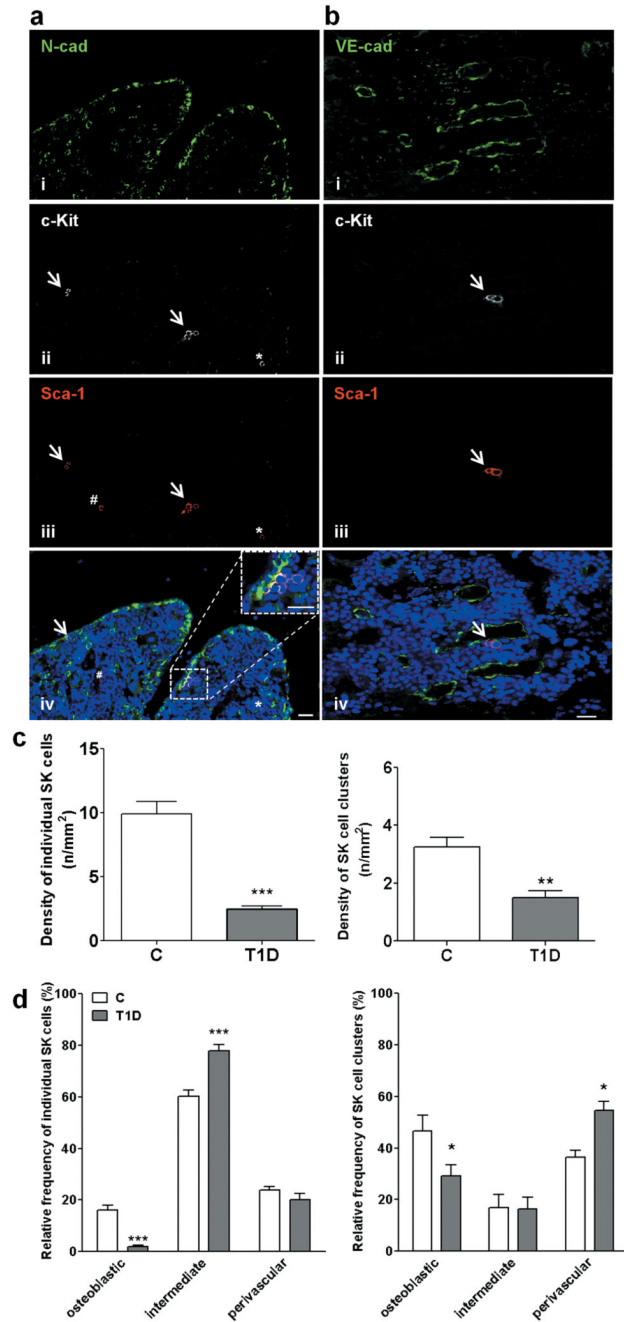 a
b
N-cad
VE-cad
i
i
c-Kit
c-Kit
*
ii
ii
Sca-1
Sca-1
#
*
iii
iii
#
*
iv
iv
c
Density of individual SK cells
(n/mm²)
15
10
5
0
***
C
T1D
Density of SK cell clusters
(n/mm²)
6
4
2
0
**
C
T1D
d
Relative frequency of individual SK cells (%)
100
80
60
40
20
0
C
T1D
***
***
osteoblastic
intermediate
perivascular
Relative frequency of SK cell clusters (%)
100
80
60
40
20
0
*
*
osteoblastic
intermediate
perivascular